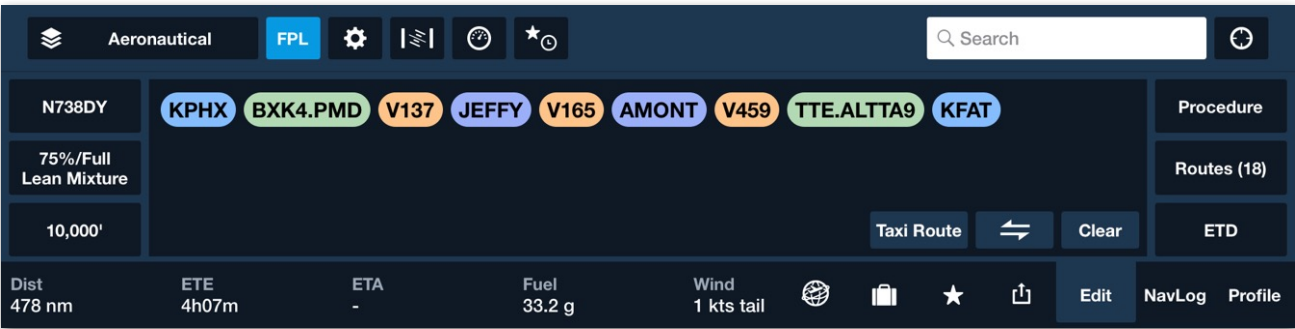 Aeronautical FPL Search
N738DY
KPHX BXK4.PMD V137 JEFFY V165 AMONT V459 TTE.ALTTA9 KFAT
Procedure
75%/Full
Lean Mixture
Routes (18)
10,000'
Taxi Route Clear
ETD
Dist ETE ETA Fuel Wind
478 nm 4h07m - 33.2 g 1 kts tail
Edit NavLog Profile